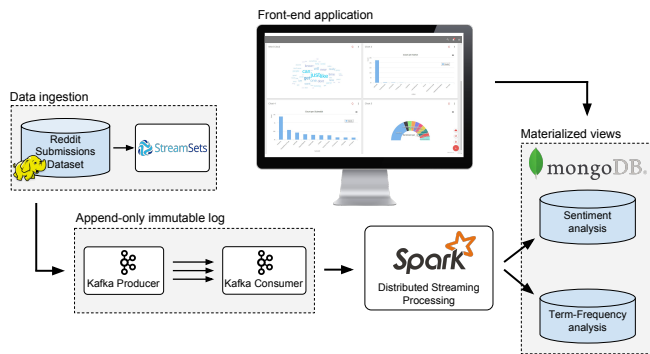 Front-end application
Data ingestion
Reddit
Submissions
Dataset
StreamSets
Materialized views
mongoDB.
Sentiment
analysis
Append-only immutable log
Kafka Producer
Kafka Consumer
Spark
Distributed Streaming
Processing
Term-Frequency
analysis